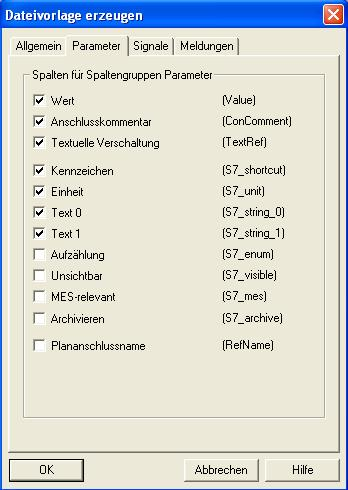 Dateivorlage erzeugen
Allgemein Parameter Signale Meldungen
Spalten für Spaltengruppen Parameter
Wert (Value)
Anschlusskommentar (ConComment)
Textuelle Verschaltung (TextRef)
Kennzeichen (S7_shortcut)
Einheit (S7_unit)
Text 0 (S7_string_0)
Text 1 (S7_string_1)
Aufzählung (S7_enum)
Unsichtbar (S7_visible)
MES-relevant (S7_mes)
Archivieren (S7_archive)
Plananschlussname (RefName)
OK Abbrechen Hilfe